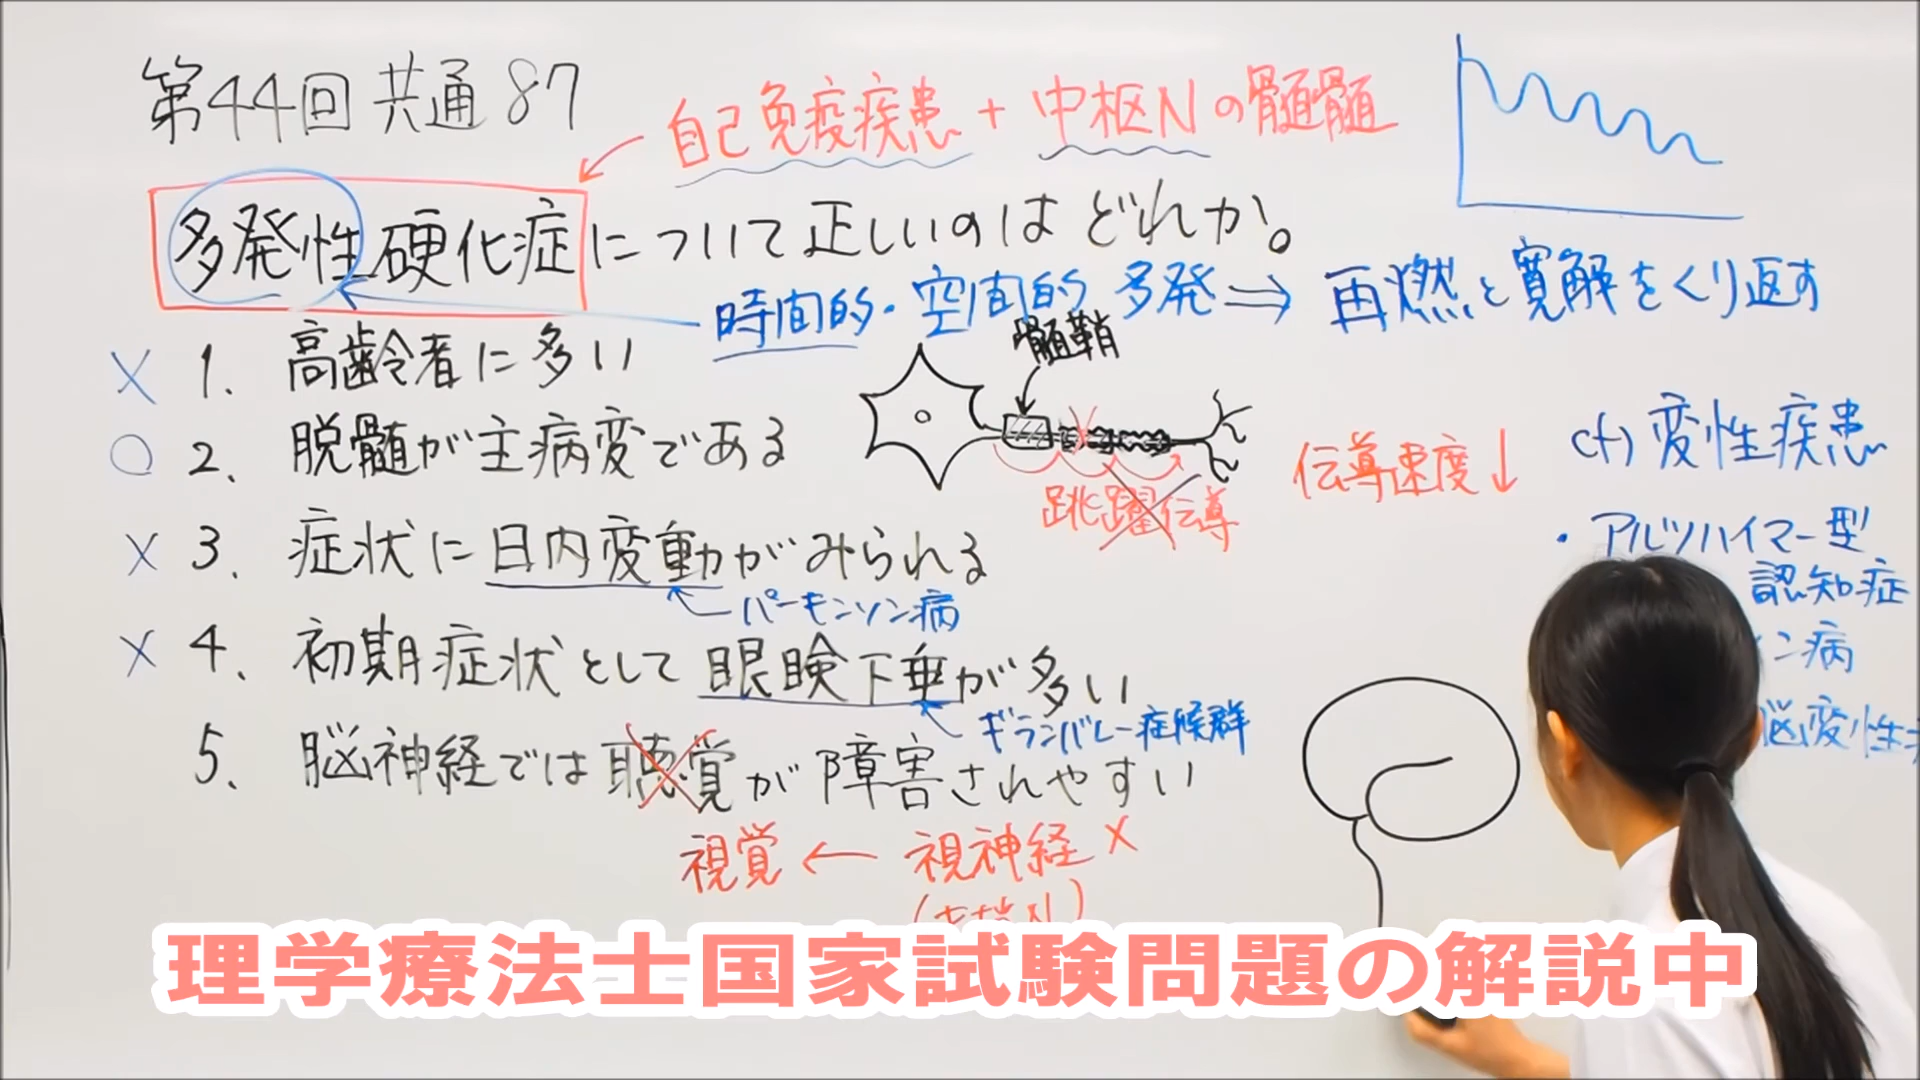 第44回 共通 87
自己免疫疾患 + 中枢Nの髄髄
多発性硬化症について正しいのはどれか。
時間的・空間的 多発 ⇒ 再燃と寛解をくり返す
× 1. 高齢者に多い
髄鞘
○ 2. 脱髄が主病変である
跳躍伝導
伝導速度↓
cf) 変性疾患
・アルツハイマー型
認知症
ン病
脳変性
× 3. 症状に日内変動がみられる
パーキンソン病
× 4. 初期症状として眼瞼下垂が多い
ギランバレー症候群
5. 脳神経では聴覚が障害されやすい
視覚 ← 視神経 ×
理学療法士国家試験問題の解説中